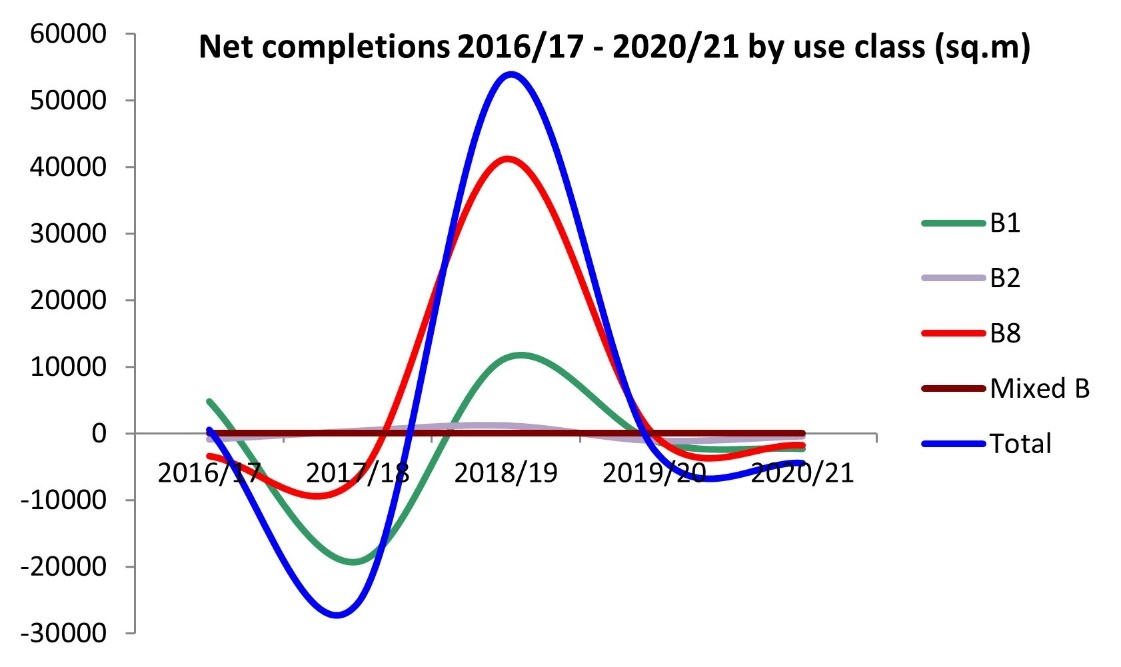 Net completions 2016/17 - 2020/21 by use class (sq.m)
60000
50000
40000
30000
20000
10000
0
-10000
-20000
-30000
2016/17 2017/18 2018/19 2019/20 2020/21
B1
B2
B8
Mixed B
Total